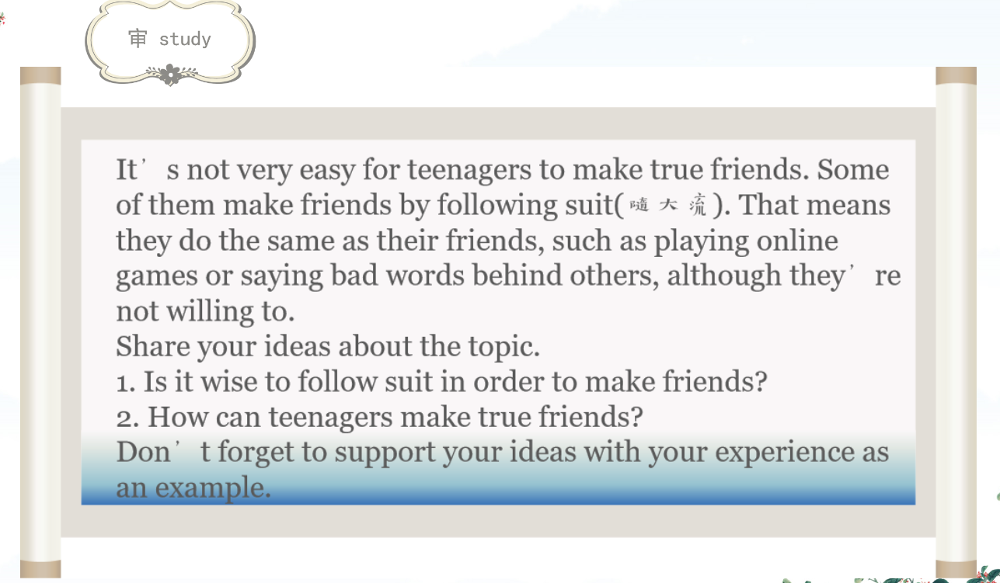 审 study
It’s not very easy for teenagers to make true friends. Some
of them make friends by following suit(随大流). That means
they do the same as their friends, such as playing online
games or saying bad words behind others, although they’re
not willing to.
Share your ideas about the topic.
1. Is it wise to follow suit in order to make friends?
2. How can teenagers make true friends?
Don’t forget to support your ideas with your experience as
an example.